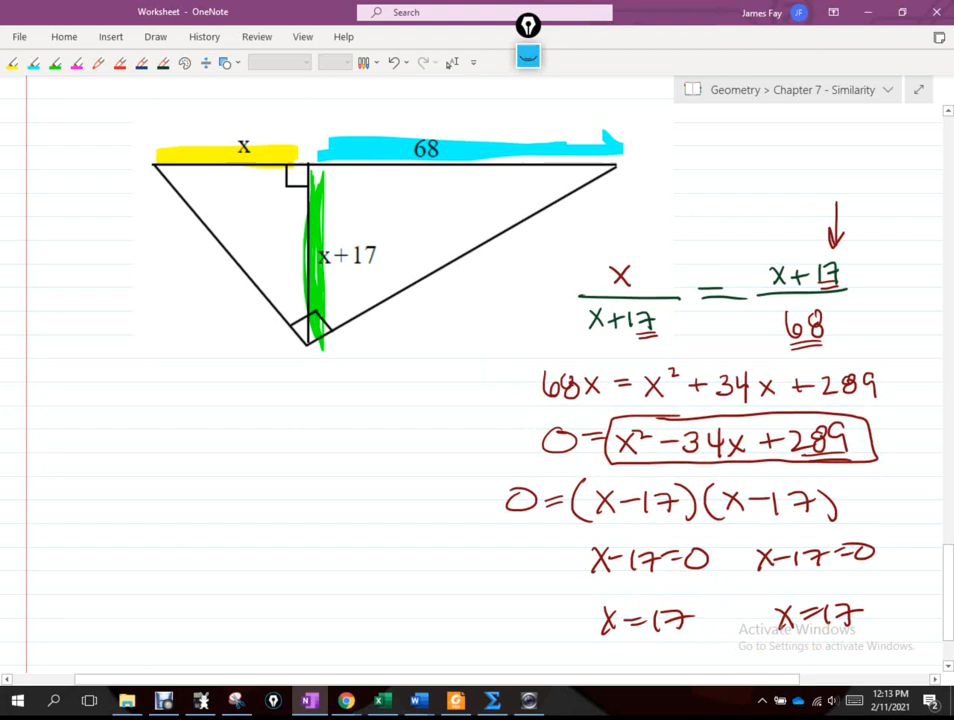 Worksheet - OneNote
Search
James Fay
JF
File Home Insert Draw History Review View Help
Geometry > Chapter 7 - Similarity
x
68
x+17
x/(x+17) = (x+17)/68
68x = x² + 34x + 289
0 = x² - 34x + 289
0 = (x-17)(x-17)
x-17=0 x-17=0
x=17 x=17
Activate Windows
Go to Settings to activate Windows.
12:13 PM
2/11/2021
2